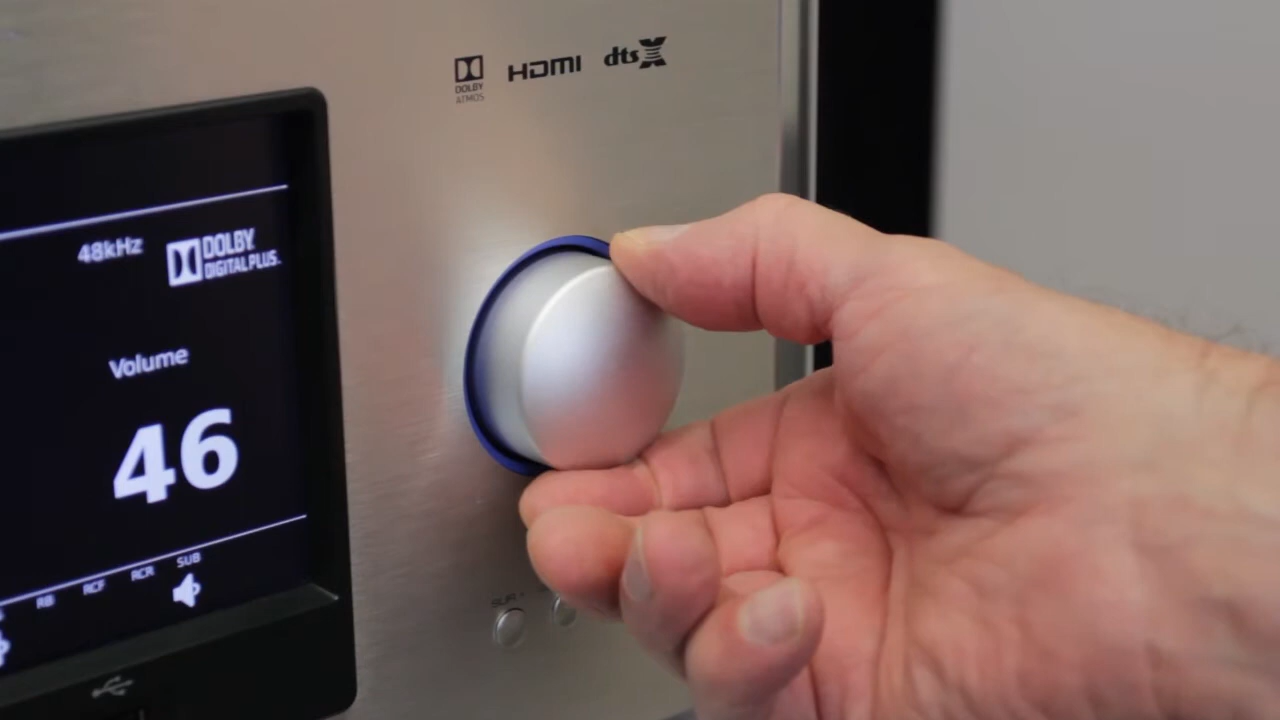 DOLBY
ATMOS
HDMI
dts X
48kHz
DOLBY
DIGITAL PLUS
Volume
46
RB RCF RCR SUB